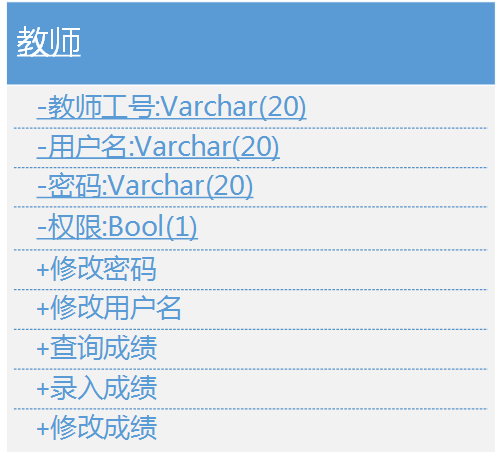 教师
-教师工号:Varchar(20)
-用户名:Varchar(20)
-密码:Varchar(20)
-权限:Bool(1)
+修改密码
+修改用户名
+查询成绩
+录入成绩
+修改成绩